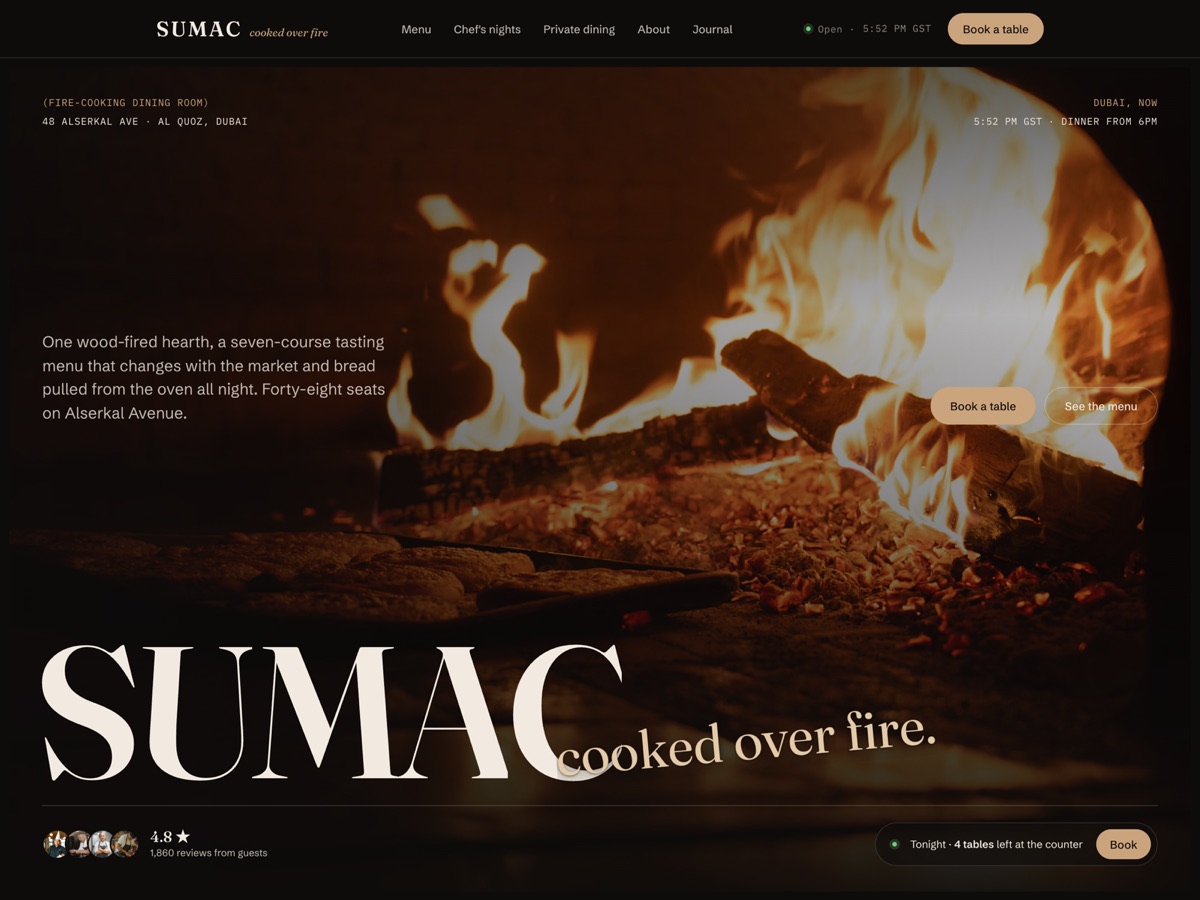 SUMAC cooked over fire
Menu
Chef's nights
Private dining
About
Journal
Open · 5:52 PM GST
Book a table
(FIRE-COOKING DINING ROOM)
48 ALSERKAL AVE · AL QUOZ, DUBAI
DUBAI, NOW
5:52 PM GST · DINNER FROM 6PM
One wood-fired hearth, a seven-course tasting
menu that changes with the market and bread
pulled from the oven all night. Forty-eight seats
on Alserkal Avenue.
Book a table
See the menu
SUMAC
cooked over fire.
4.8 ★
1,860 reviews from guests
Tonight · 4 tables left at the counter
Book